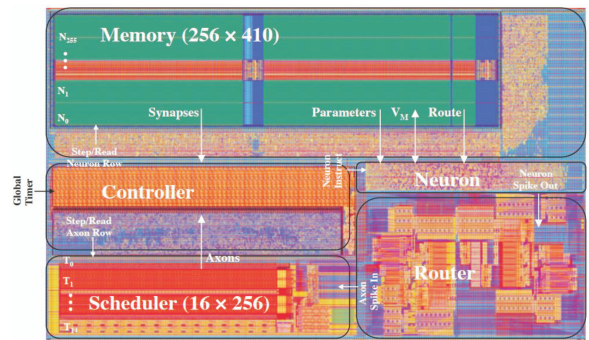 Memory (256 × 410)
N255
N1
N0
Synapses
Parameters
VM
Route
Step/Read
Neuron Row
Global
Timer
Controller
Neuron
Instruct
Neuron
Neuron
Spike Out
Step/Read
Axon Row
Axons
T0
T1
Scheduler (16 × 256)
Axon
Spike In
Router